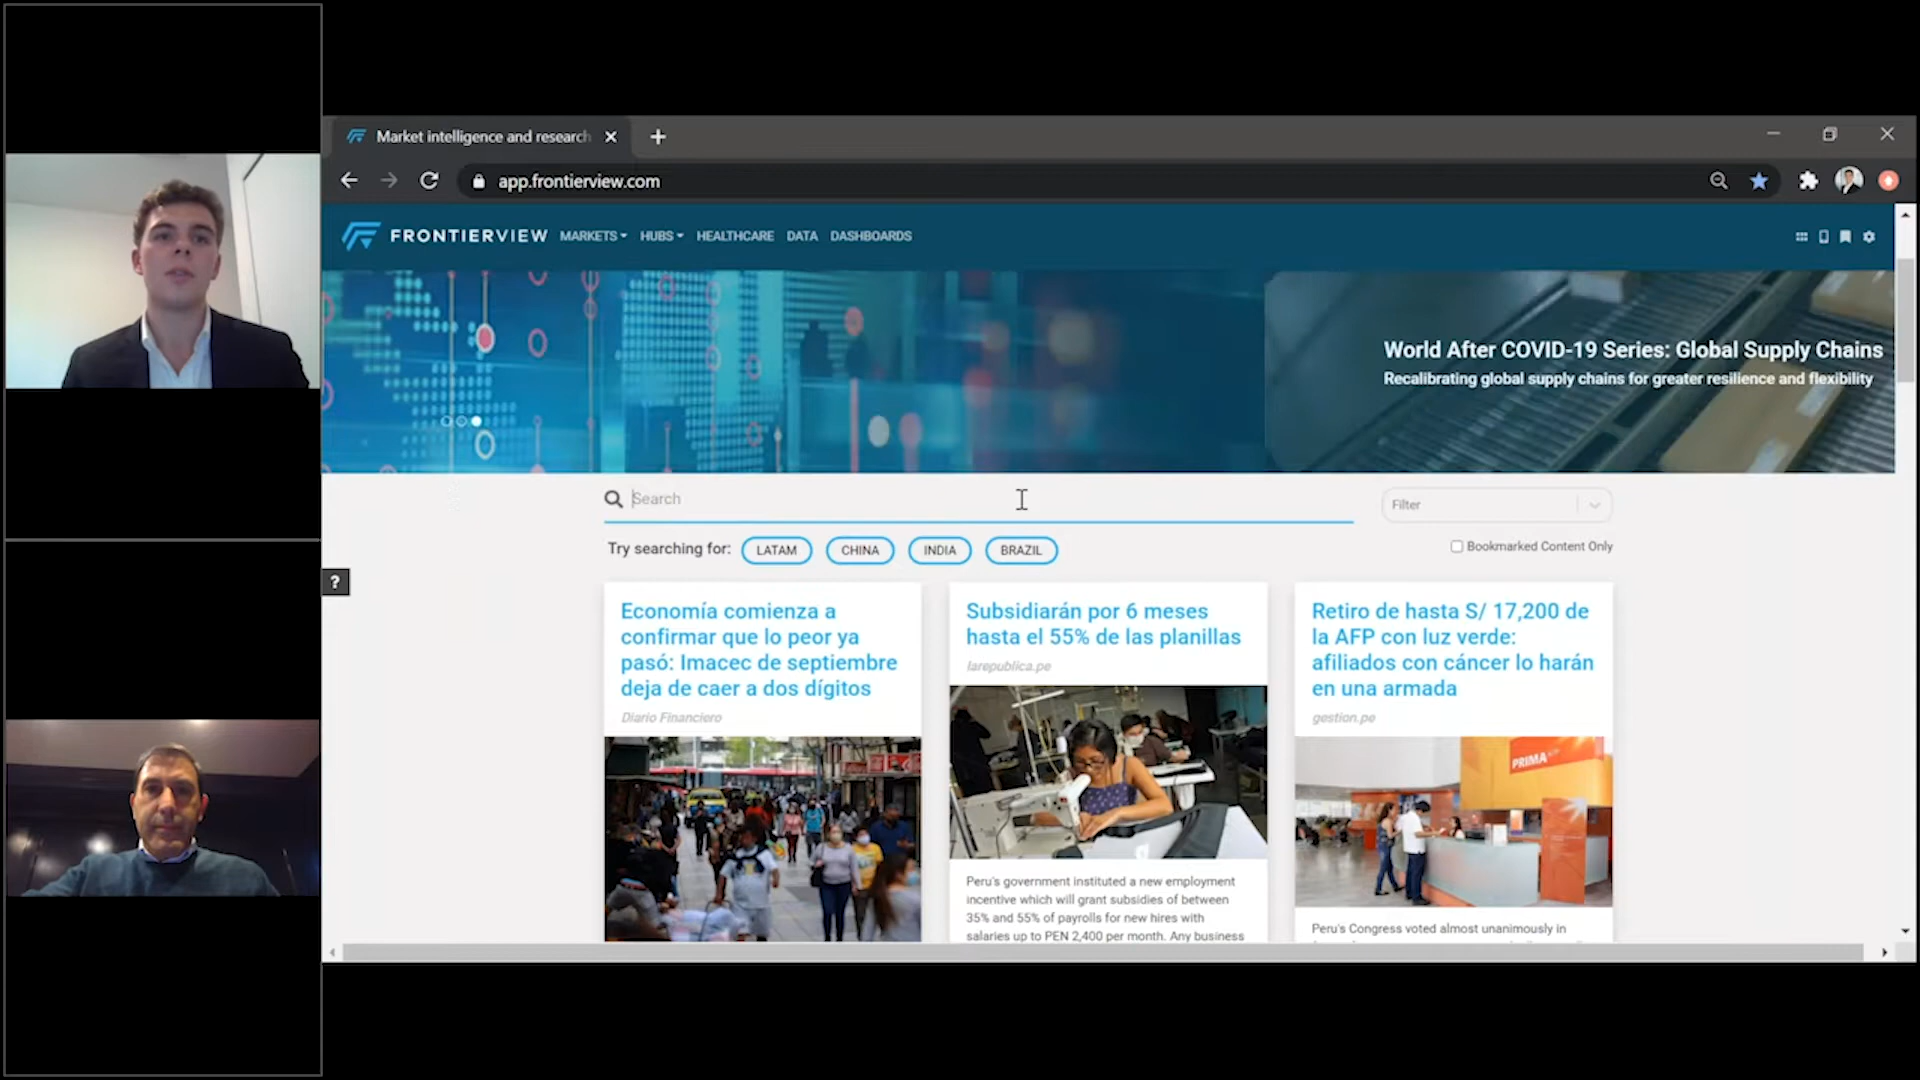 Market intelligence and research
app.frontierview.com
FRONTIERVIEW MARKETS HUBS HEALTHCARE DATA DASHBOARDS
World After COVID-19 Series: Global Supply Chains
Recalibrating global supply chains for greater resilience and flexibility
Search
Filter
Try searching for: LATAM CHINA INDIA BRAZIL
Bookmarked Content Only
?
Economía comienza a
confirmar que lo peor ya
pasó: Imacec de septiembre
deja de caer a dos dígitos
Diario Financiero
Subsidiarán por 6 meses
hasta el 55% de las planillas
larepublica.pe
Peru's government instituted a new employment
incentive which will grant subsidies of between
35% and 55% of payrolls for new hires with
salaries up to PEN 2,400 per month. Any business
Retiro de hasta S/ 17,200 de
la AFP con luz verde:
afiliados con cáncer lo harán
en una armada
gestion.pe
PRIMA AFP
Peru's Congress voted almost unanimously in